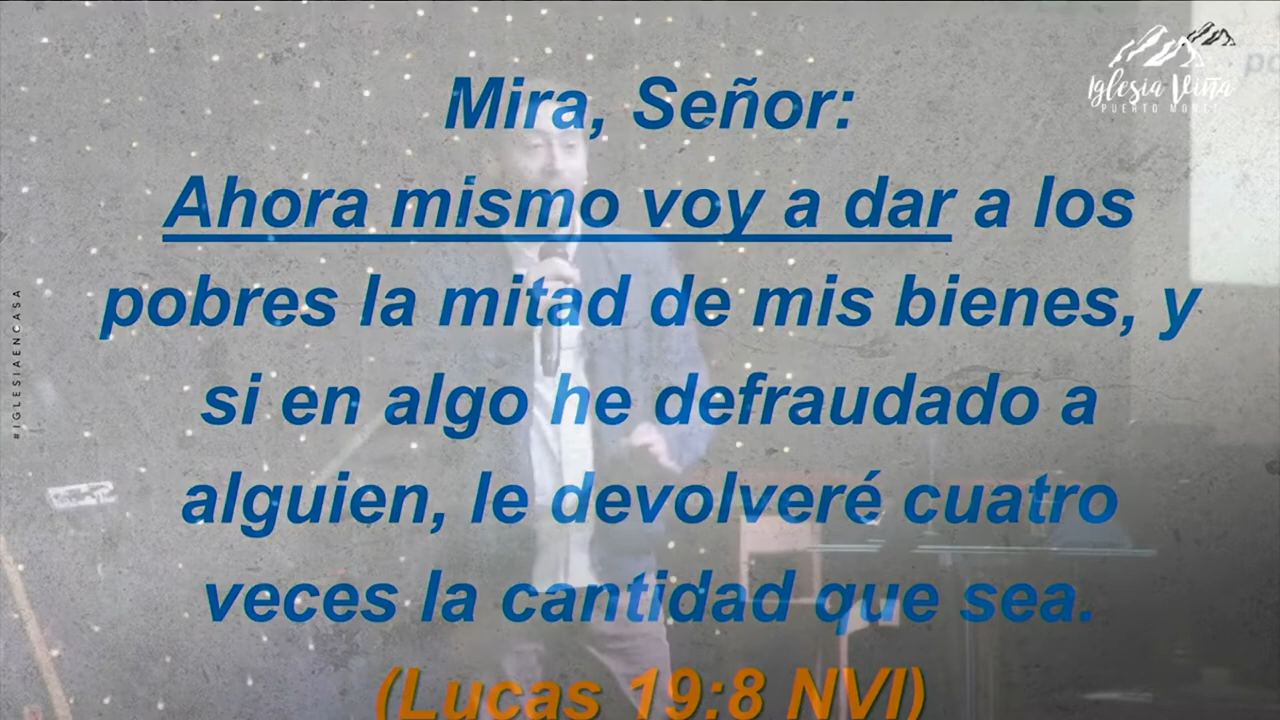 Iglesia Viña
PUERTO MONTT
Mira, Señor:
Ahora mismo voy a dar a los
pobres la mitad de mis bienes, y
si en algo he defraudado a
alguien, le devolveré cuatro
veces la cantidad que sea.
(Lucas 19:8 NVI)
#IGLESIAENCASA